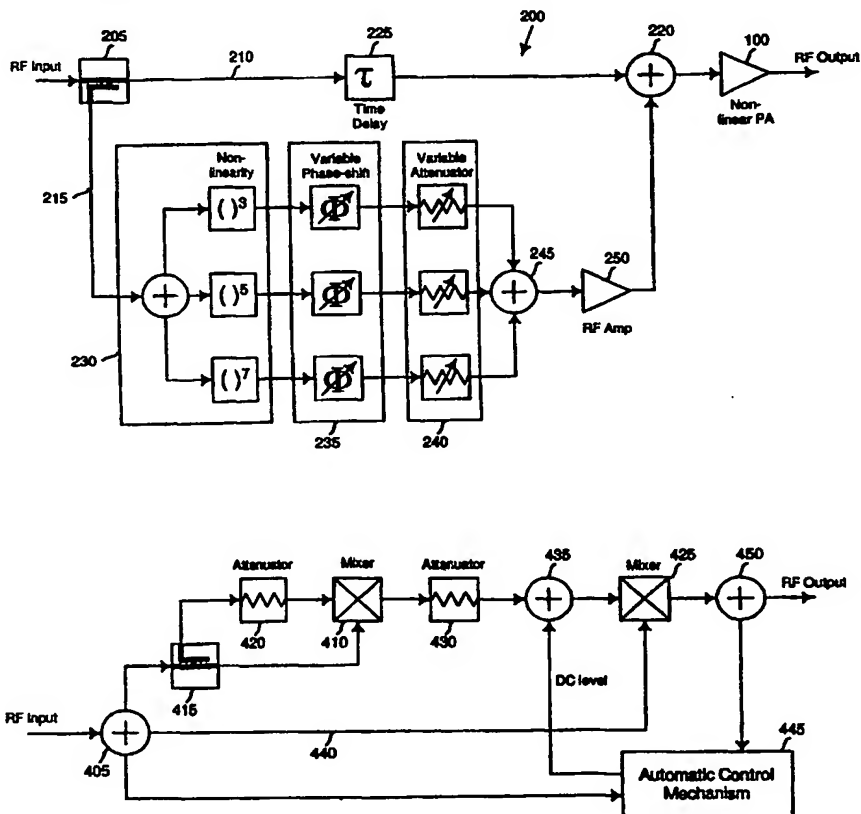 205
225
200
220
100
RF Input
210
τ
RF Output
Time
Delay
Non-
linear PA
Non-
linearity
Variable
Phase-shift
Variable
Attenuator
215
( )3
Φ
245
250
( )5
Φ
RF Amp
230
( )7
Φ
235
240
Attenuator
Mixer
Attenuator
435
Mixer
425
450
RF Output
420
410
430
415
DC level
RF Input
440
445
405
Automatic Control
Mechanism